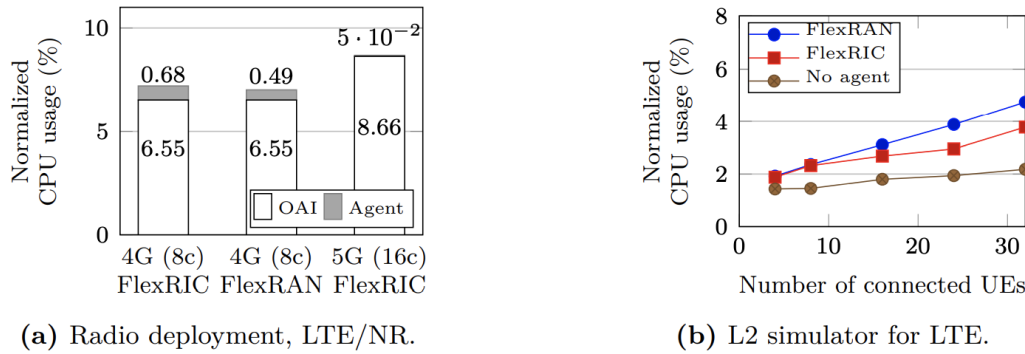 Normalized
CPU usage (%)
10
5
0
0.68
6.55
0.49
6.55
5 · 10⁻²
8.66
OAI
Agent
4G (8c)
FlexRIC
4G (8c)
FlexRAN
5G (16c)
FlexRIC
(a) Radio deployment, LTE/NR.
Normalized
CPU usage (%)
8
6
4
2
0
FlexRAN
FlexRIC
No agent
0
10
20
30
Number of connected UEs
(b) L2 simulator for LTE.